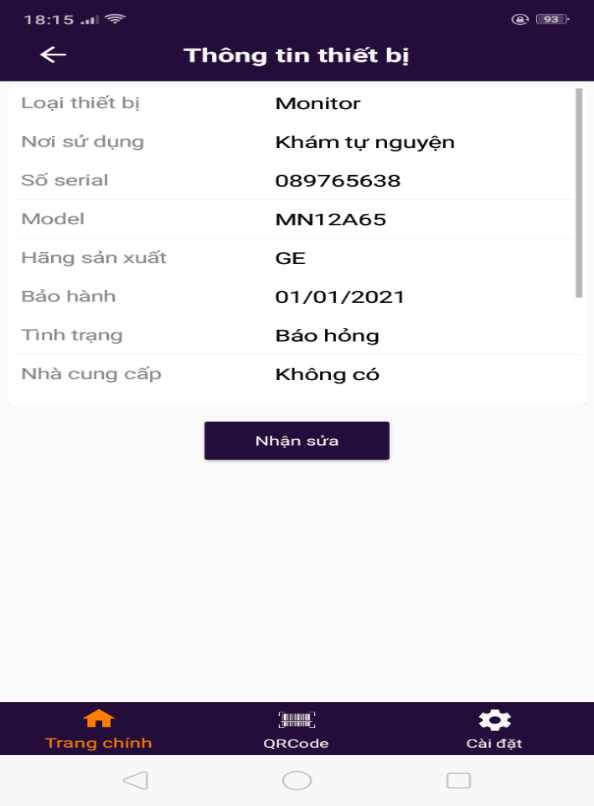 18:15
93
Thông tin thiết bị
Loại thiết bị Monitor
Nơi sử dụng Khám tự nguyện
Số serial 089765638
Model MN12A65
Hãng sản xuất GE
Bảo hành 01/01/2021
Tình trạng Báo hỏng
Nhà cung cấp Không có
Nhận sửa
Trang chính QRCode Cài đặt